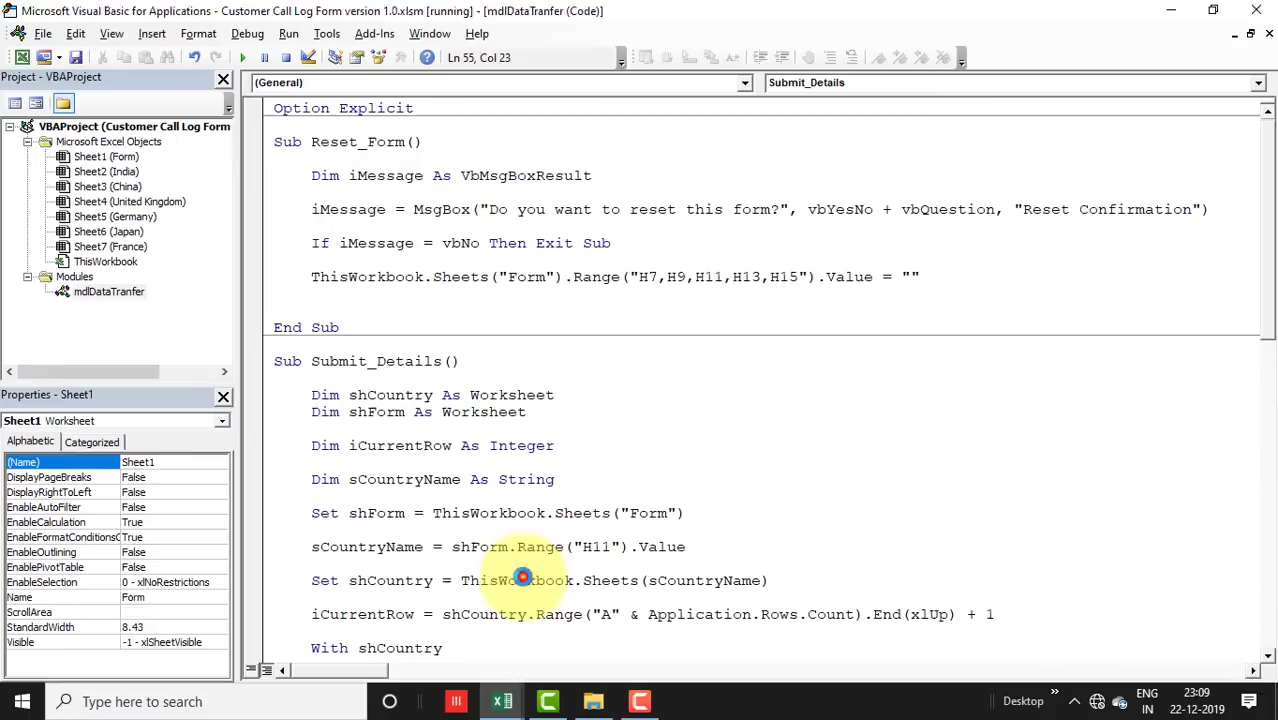 Microsoft Visual Basic for Applications - Customer Call Log Form version 1.0.xlsm [running] - [mdlDataTranfer (Code)]
File Edit View Insert Format Debug Run Tools Add-Ins Window Help
Ln 55, Col 23
Project - VBAProject
(General)
Submit_Details
VBAProject (Customer Call Log Form
Microsoft Excel Objects
Sheet1 (Form)
Sheet2 (India)
Sheet3 (China)
Sheet4 (United Kingdom)
Sheet5 (Germany)
Sheet6 (Japan)
Sheet7 (France)
ThisWorkbook
Modules
mdlDataTranfer
Properties - Sheet1
Sheet1 Worksheet
Alphabetic Categorized
(Name) Sheet1
DisplayPageBreaks False
DisplayRightToLeft False
EnableAutoFilter False
EnableCalculation True
EnableFormatConditionsC True
EnableOutlining False
EnablePivotTable False
EnableSelection 0 - xlNoRestrictions
Name Form
ScrollArea
StandardWidth 8.43
Visible -1 - xlSheetVisible
Option Explicit
Sub Reset_Form()
Dim iMessage As VbMsgBoxResult
iMessage = MsgBox("Do you want to reset this form?", vbYesNo + vbQuestion, "Reset Confirmation")
If iMessage = vbNo Then Exit Sub
ThisWorkbook.Sheets("Form").Range("H7,H9,H11,H13,H15").Value = ""
End Sub
Sub Submit_Details()
Dim shCountry As Worksheet
Dim shForm As Worksheet
Dim iCurrentRow As Integer
Dim sCountryName As String
Set shForm = ThisWorkbook.Sheets("Form")
sCountryName = shForm.Range("H11").Value
Set shCountry = ThisWorkbook.Sheets(sCountryName)
iCurrentRow = shCountry.Range("A" & Application.Rows.Count).End(xlUp) + 1
With shCountry
Type here to search
Desktop
ENG
IN
23:09
22-12-2019